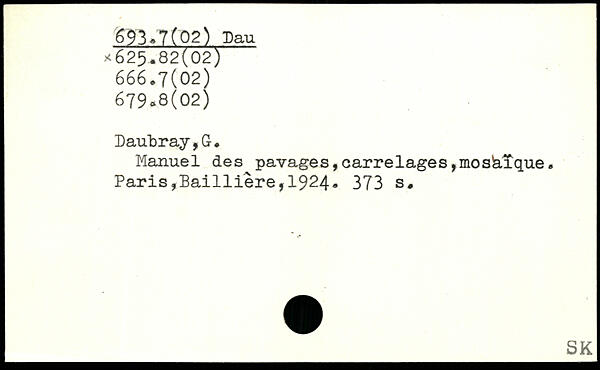 693.7(02) Dau
×625.82(02)
666.7(02)
679.8(02)
Daubray,G.
Manuel des pavages,carrelages,mosaïque.
Paris,Baillière,1924. 373 s.
SK